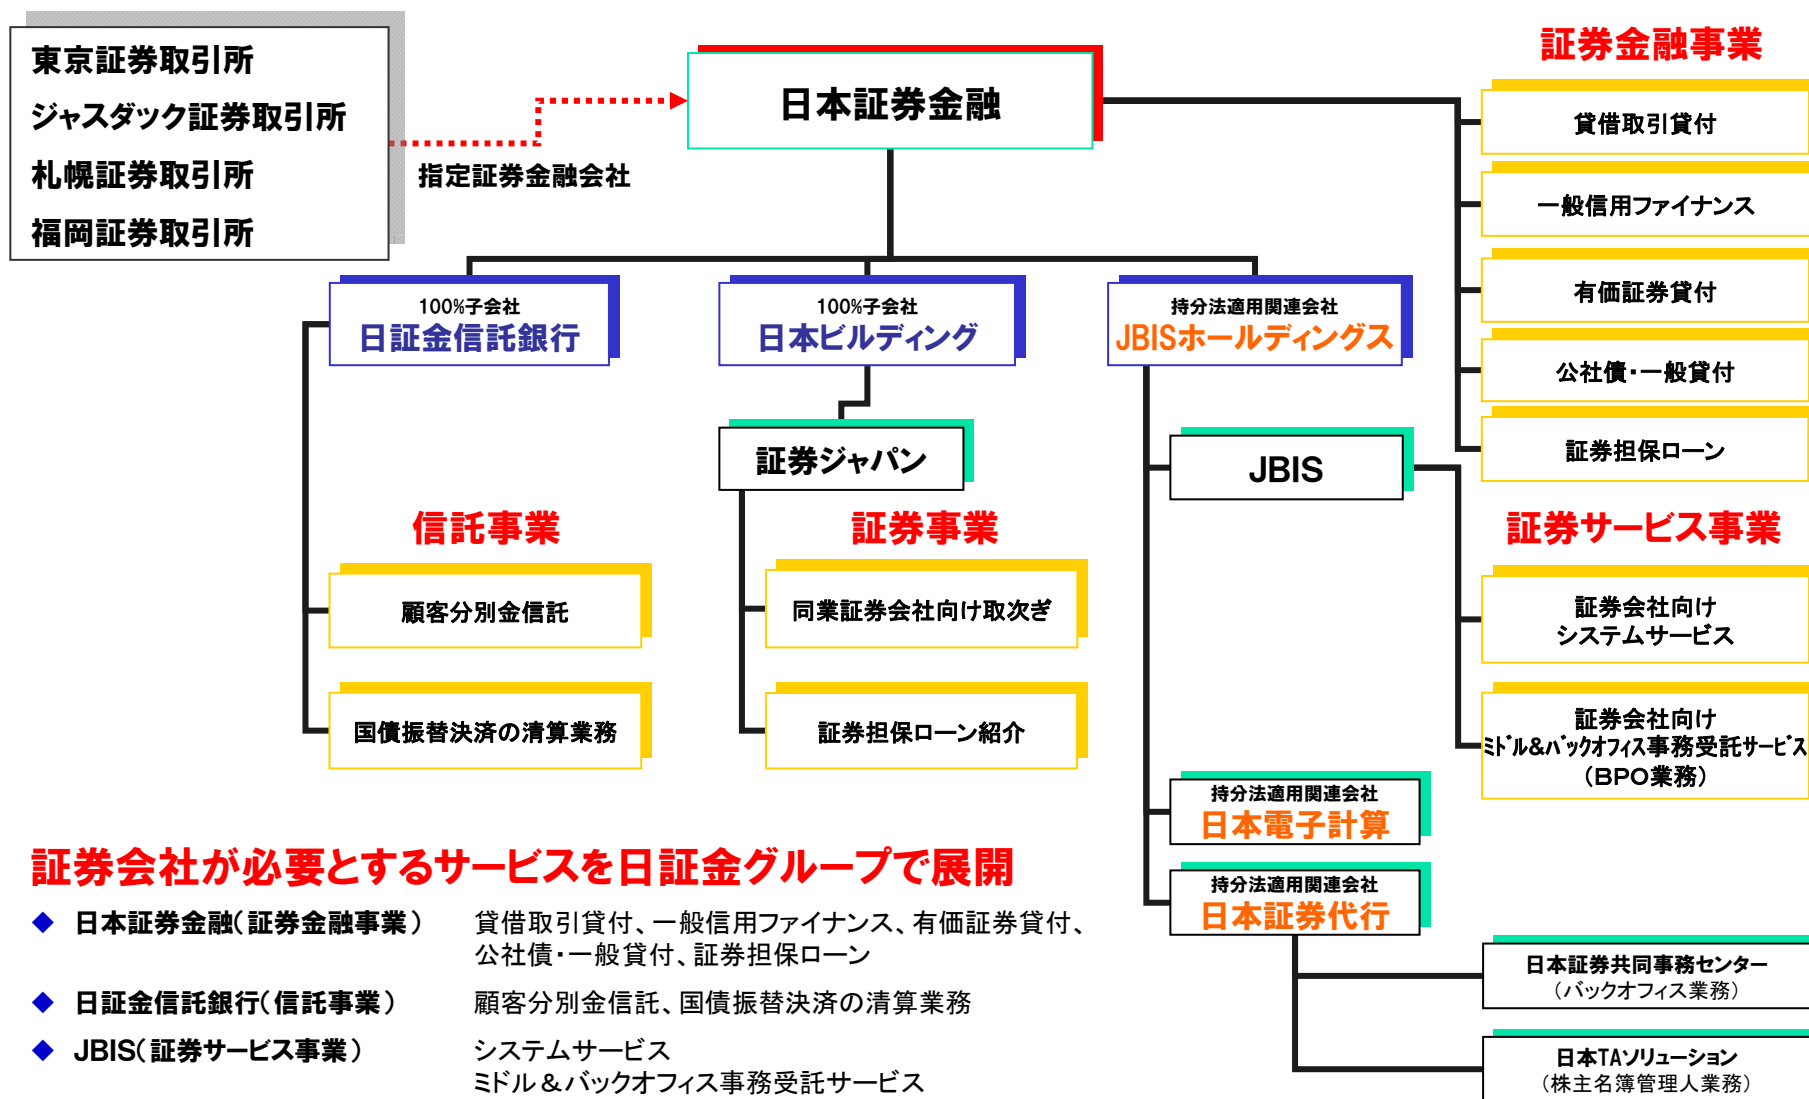 東京証券取引所
ジャスダック証券取引所
札幌証券取引所
福岡証券取引所
指定証券金融会社
日本証券金融
証券金融事業
貸借取引貸付
一般信用ファイナンス
有価証券貸付
公社債・一般貸付
証券担保ローン
100%子会社
日証金信託銀行
100%子会社
日本ビルディング
持分法適用関連会社
JBISホールディングス
証券ジャパン
JBIS
信託事業
顧客分別金信託
国債振替決済の清算業務
証券事業
同業証券会社向け取次ぎ
証券担保ローン紹介
証券サービス事業
証券会社向け
システムサービス
証券会社向け
ﾐﾄﾞﾙ&ﾊﾞｯｸｵﾌｨｽ事務受託ｻｰﾋﾞｽ
（BPO業務）
持分法適用関連会社
日本電子計算
持分法適用関連会社
日本証券代行
日本証券共同事務センター
（バックオフィス業務）
日本TAソリューション
（株主名簿管理人業務）
証券会社が必要とするサービスを日証金グループで展開
◆ 日本証券金融（証券金融事業） 貸借取引貸付、一般信用ファイナンス、有価証券貸付、
公社債・一般貸付、証券担保ローン
◆ 日証金信託銀行（信託事業） 顧客分別金信託、国債振替決済の清算業務
◆ JBIS（証券サービス事業） システムサービス
ミドル＆バックオフィス事務受託サービス